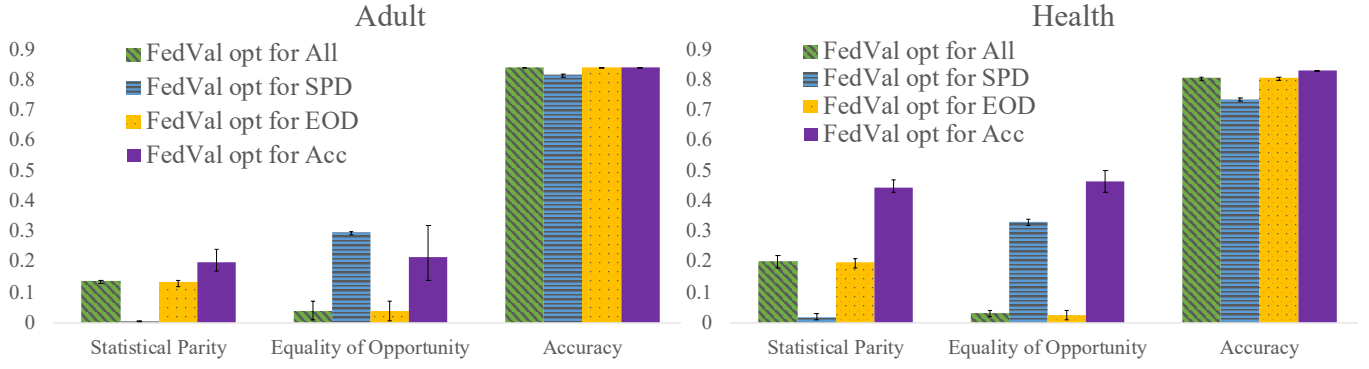 Adult
FedVal opt for All
FedVal opt for SPD
FedVal opt for EOD
FedVal opt for Acc
0.9
0.8
0.7
0.6
0.5
0.4
0.3
0.2
0.1
0
Statistical Parity
Equality of Opportunity
Accuracy
Health
FedVal opt for All
FedVal opt for SPD
FedVal opt for EOD
FedVal opt for Acc
0.9
0.8
0.7
0.6
0.5
0.4
0.3
0.2
0.1
0
Statistical Parity
Equality of Opportunity
Accuracy